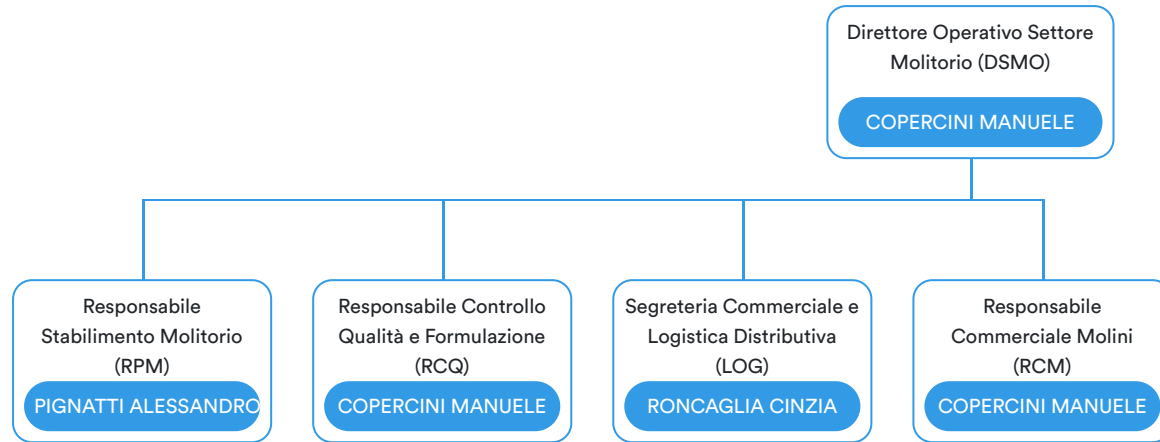 Direttore Operativo Settore
Molitorio (DSMO)
COPERCINI MANUELE
Responsabile
Stabilimento Molitorio
(RPM)
PIGNATTI ALESSANDRO
Responsabile Controllo
Qualità e Formulazione
(RCQ)
COPERCINI MANUELE
Segreteria Commerciale e
Logistica Distributiva
(LOG)
RONCAGLIA CINZIA
Responsabile
Commerciale Molini
(RCM)
COPERCINI MANUELE